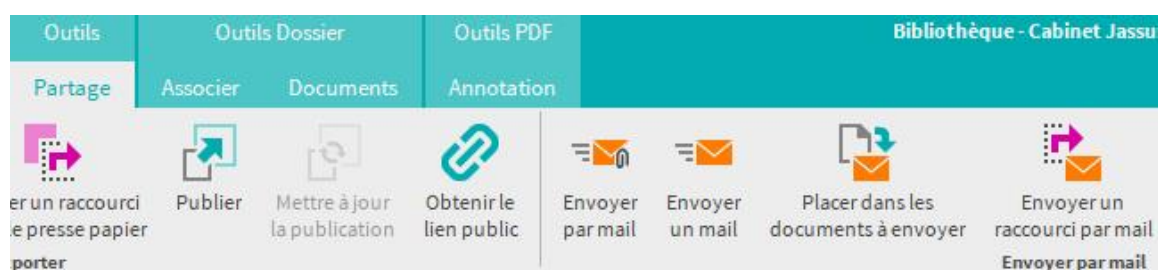 Outils Outils Dossier Outils PDF Bibliothèque - Cabinet Jassu
Partage Associer Documents Annotation
er un raccourci Publier Mettre à jour Obtenir le Envoyer Envoyer Placer dans les Envoyer un
e presse papier la publication lien public par mail un mail documents à envoyer raccourci par mail
porter Envoyer par mail